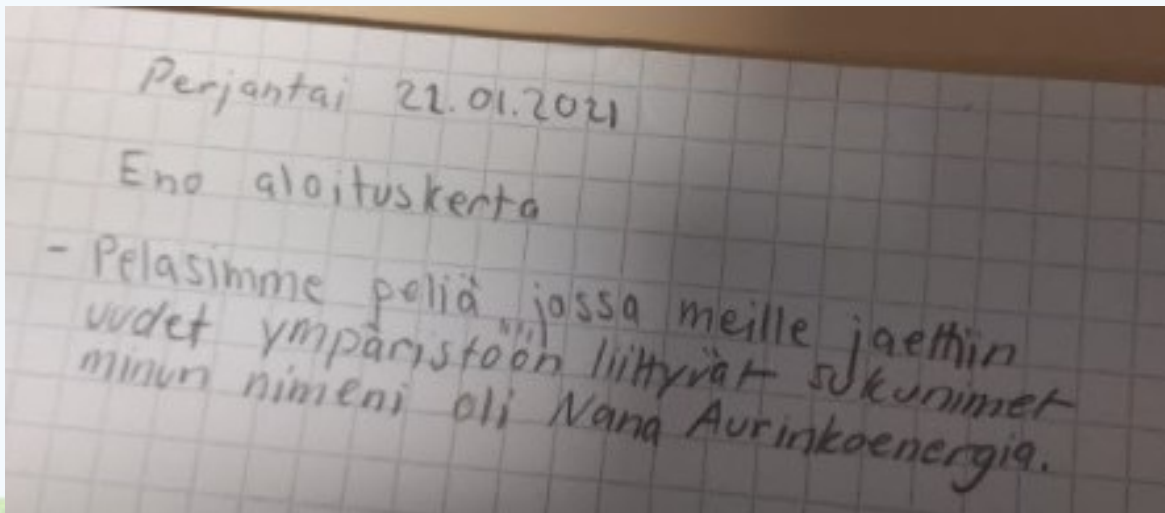 Perjantai 22.01.2021
Eno aloituskerta
- Pelasimme peliä, jossa meille jaettiin
uudet ympäristöön liittyvät sukunimet
minun nimeni oli Nana Aurinkoenergia.